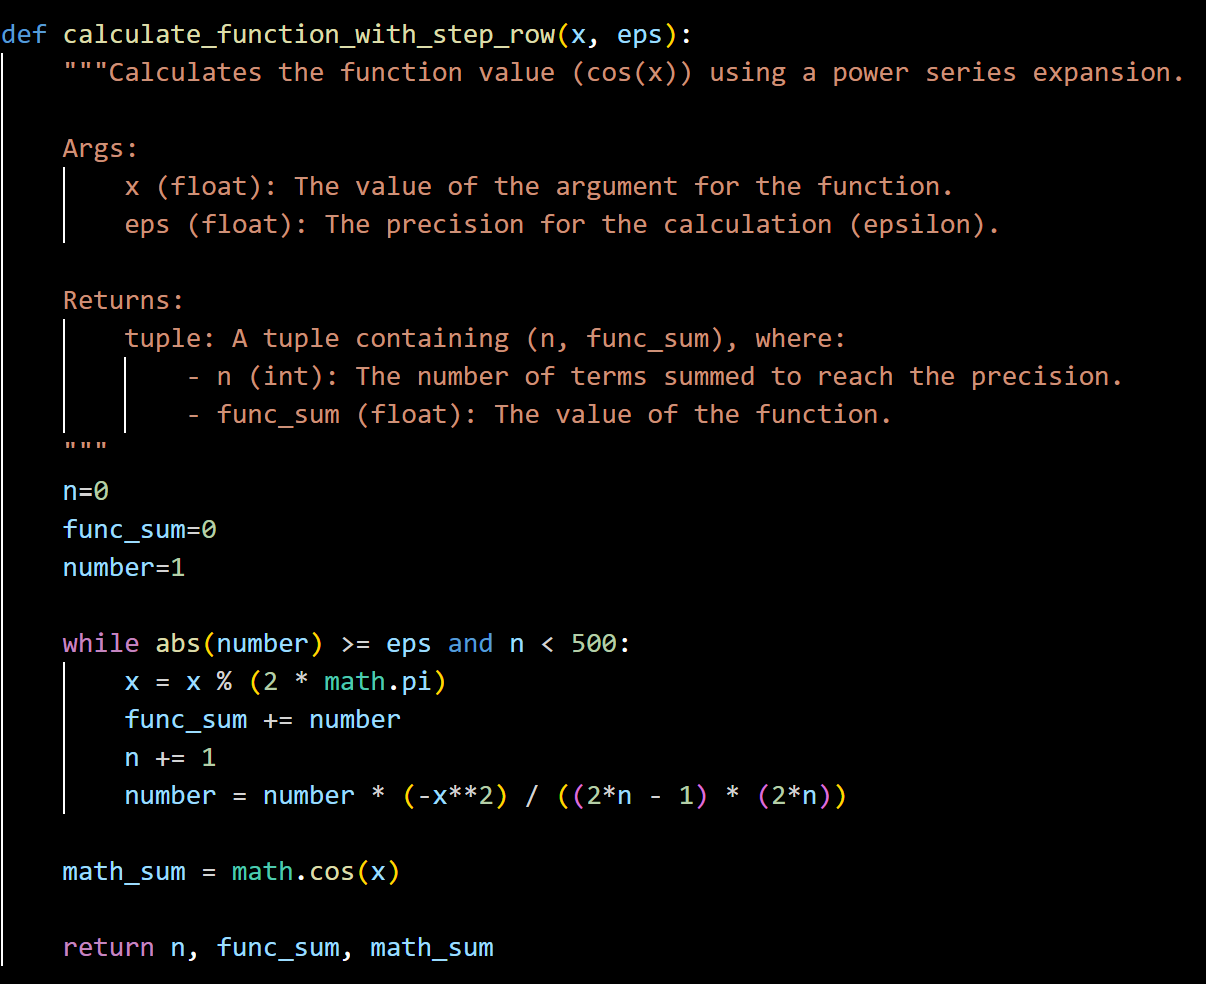 def calculate_function_with_step_row(x, eps):
    """Calculates the function value (cos(x)) using a power series expansion.

    Args:
        x (float): The value of the argument for the function.
        eps (float): The precision for the calculation (epsilon).

    Returns:
        tuple: A tuple containing (n, func_sum), where:
            - n (int): The number of terms summed to reach the precision.
            - func_sum (float): The value of the function.
    """
    n=0
    func_sum=0
    number=1

    while abs(number) >= eps and n < 500:
        x = x % (2 * math.pi)
        func_sum += number
        n += 1
        number = number * (-x**2) / ((2*n - 1) * (2*n))

    math_sum = math.cos(x)

    return n, func_sum, math_sum